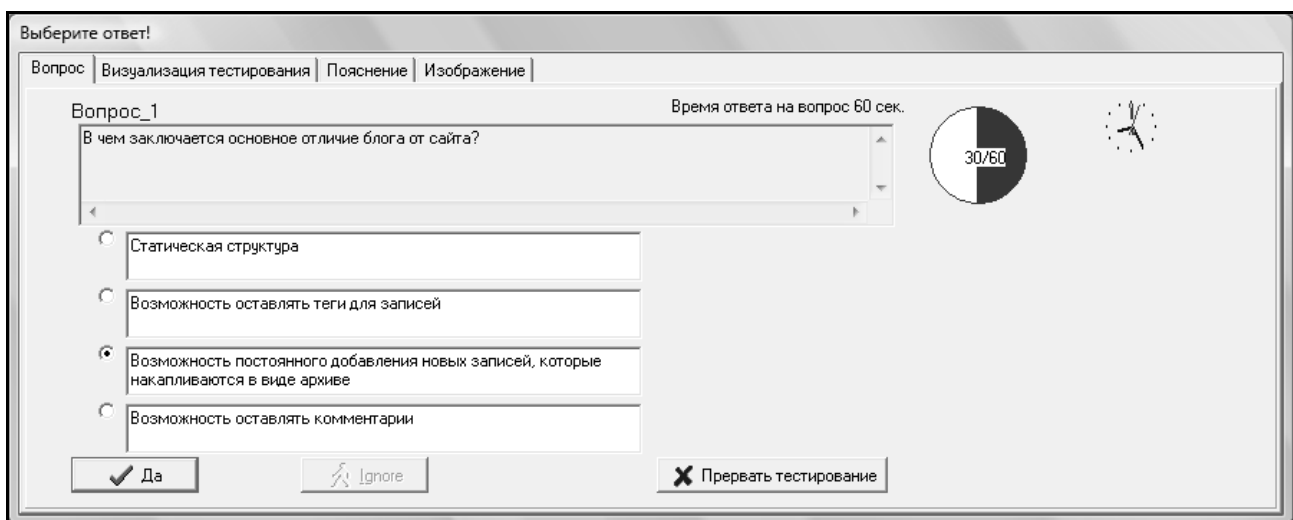 Выберите ответ!
Вопрос Визуализация тестирования Пояснение Изображение
Вопрос_1
Время ответа на вопрос 60 сек.
В чем заключается основное отличие блога от сайта?
30/60
Статическая структура
Возможность оставлять теги для записей
Возможность постоянного добавления новых записей, которые
накапливаются в виде архиве
Возможность оставлять комментарии
Да
Ignore
Прервать тестирование